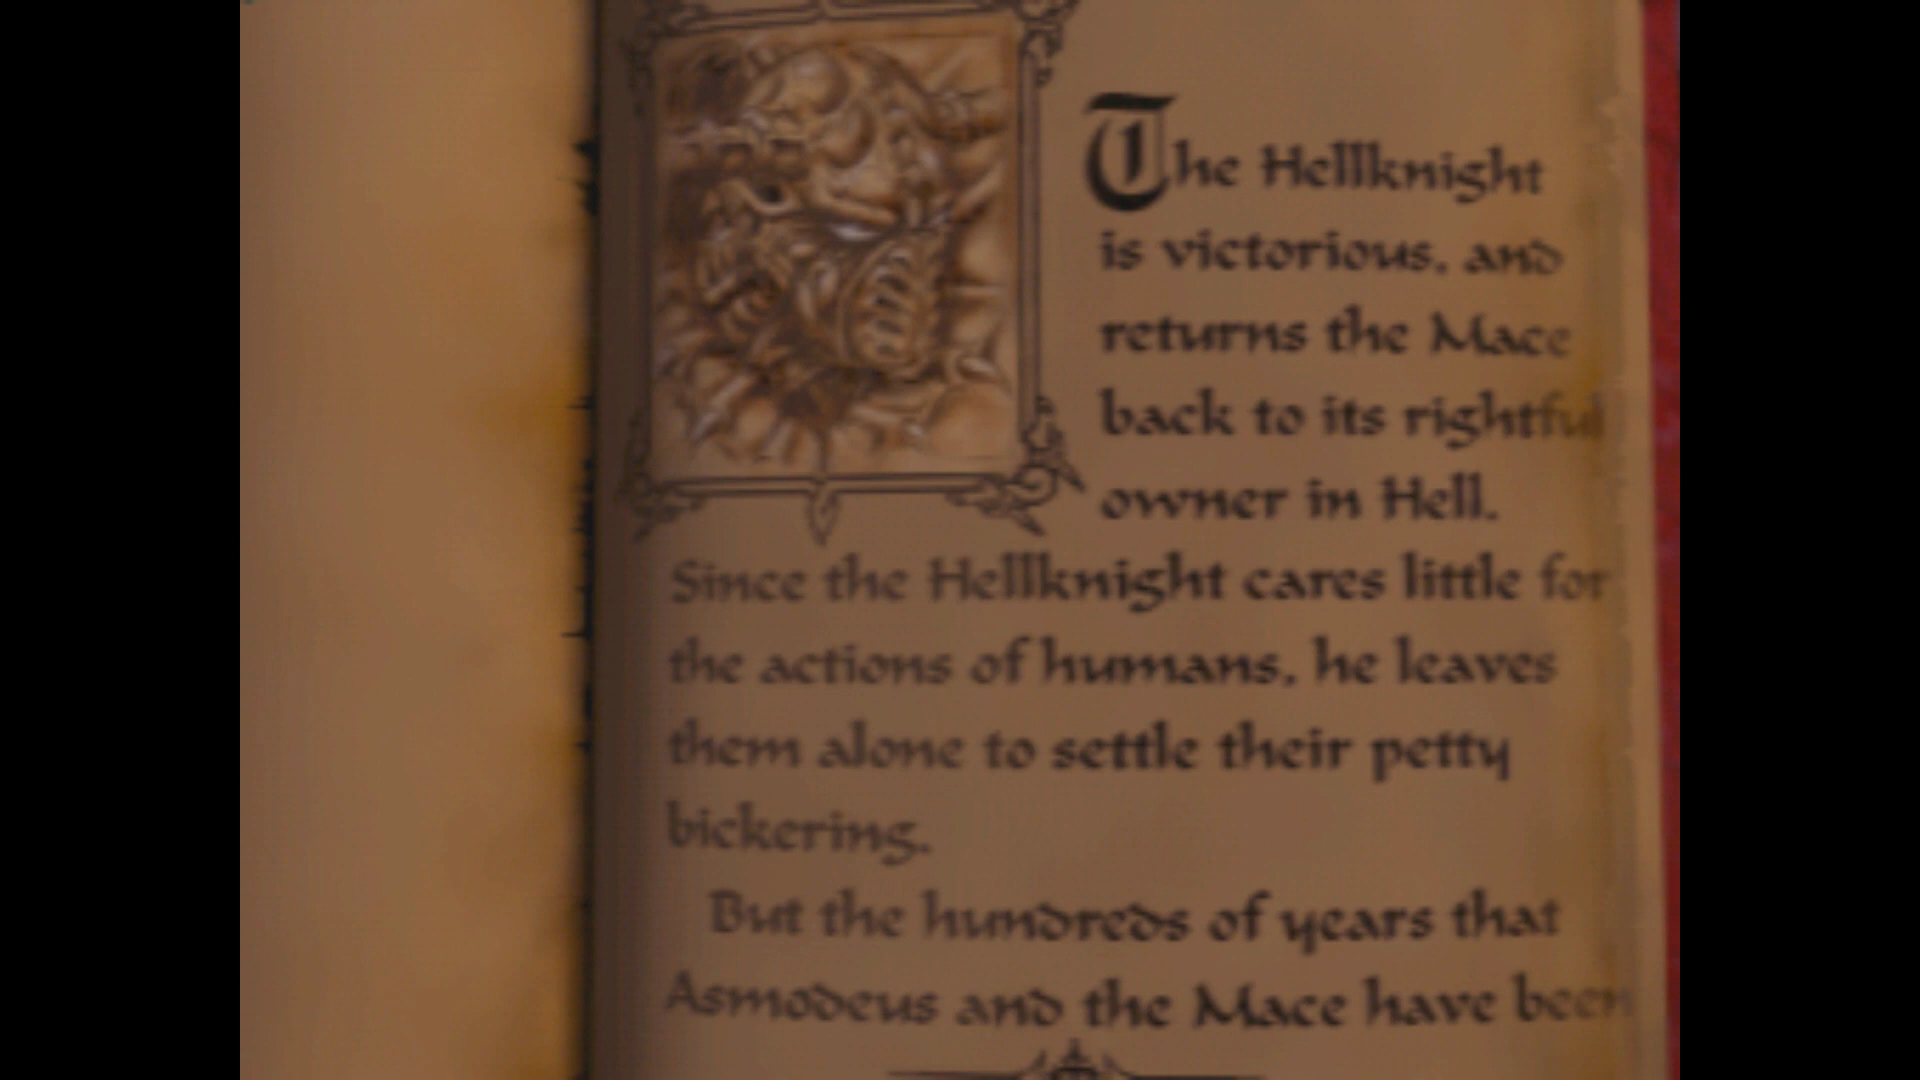 The Hellknight
is victorious, and
returns the Mace
back to its rightful
owner in Hell.
Since the Hellknight cares little for
the actions of humans, he leaves
them alone to settle their petty
bickering.
But the hundreds of years that
Asmodeus and the Mace have been